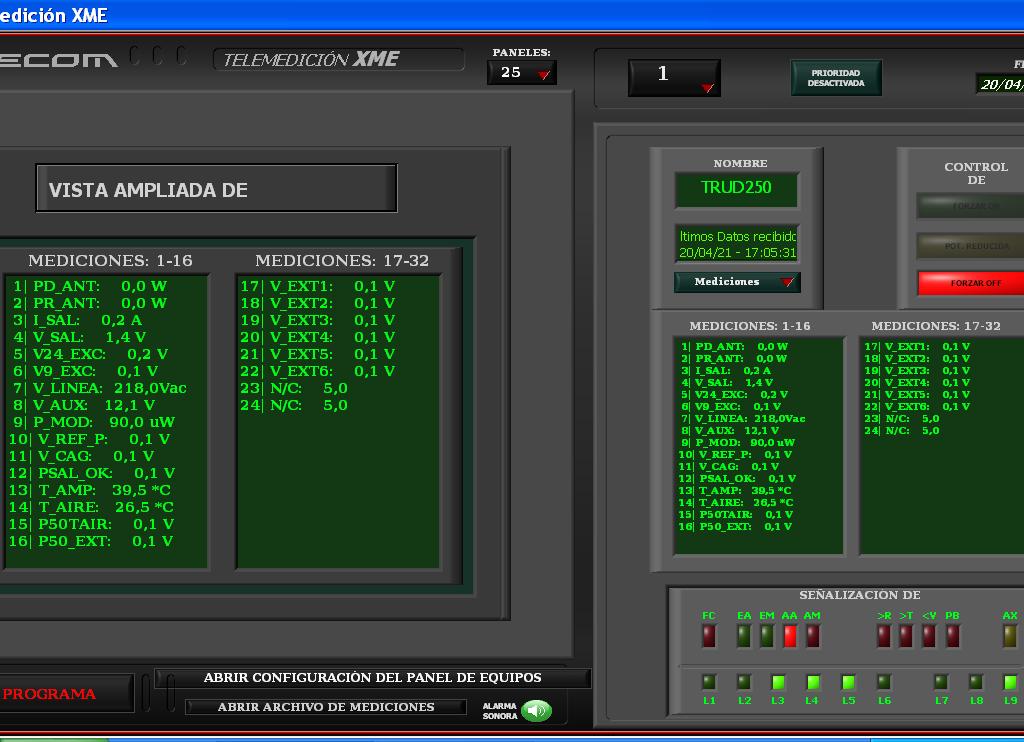 edición XME
ECOM
TELEMEDICIÓN XME
PANELES:
25
1
PRIORIDAD
DESACTIVADA
20/04/
VISTA AMPLIADA DE
MEDICIONES: 1-16
1| PD_ANT: 0,0 W
2| PR_ANT: 0,0 W
3| I_SAL: 0,2 A
4| V_SAL: 1,4 V
5| V24_EXC: 0,2 V
6| V9_EXC: 0,1 V
7| V_LINEA: 218,0Vac
8| V_AUX: 12,1 V
9| P_MOD: 90,0 uW
10| V_REF_P: 0,1 V
11| V_CAG: 0,1 V
12| PSAL_OK: 0,1 V
13| T_AMP: 39,5 *C
14| T_AIRE: 26,5 *C
15| P50TAIR: 0,1 V
16| P50_EXT: 0,1 V
MEDICIONES: 17-32
17| V_EXT1: 0,1 V
18| V_EXT2: 0,1 V
19| V_EXT3: 0,1 V
20| V_EXT4: 0,1 V
21| V_EXT5: 0,1 V
22| V_EXT6: 0,1 V
23| N/C: 5,0
24| N/C: 5,0
NOMBRE
TRUD250
ltimos Datos recibido
20/04/21 - 17:05:31
Mediciones
CONTROL
DE
FORZAR ON
POT. REDUCIDA
FORZAR OFF
MEDICIONES: 1-16
1| PD_ANT: 0,0 W
2| PR_ANT: 0,0 W
3| I_SAL: 0,2 A
4| V_SAL: 1,4 V
5| V24_EXC: 0,2 V
6| V9_EXC: 0,1 V
7| V_LINEA: 218,0Vac
8| V_AUX: 12,1 V
9| P_MOD: 90,0 uW
10| V_REF_P: 0,1 V
11| V_CAG: 0,1 V
12| PSAL_OK: 0,1 V
13| T_AMP: 39,5 *C
14| T_AIRE: 26,5 *C
15| P50TAIR: 0,1 V
16| P50_EXT: 0,1 V
MEDICIONES: 17-32
17| V_EXT1: 0,1 V
18| V_EXT2: 0,1 V
19| V_EXT3: 0,1 V
20| V_EXT4: 0,1 V
21| V_EXT5: 0,1 V
22| V_EXT6: 0,1 V
23| N/C: 5,0
24| N/C: 5,0
SEÑALIZACION DE
FC EA EM AA AM >R >T <V PB AX
L1 L2 L3 L4 L5 L6 L7 L8 L9
PROGRAMA
ABRIR CONFIGURACIÓN DEL PANEL DE EQUIPOS
ABRIR ARCHIVO DE MEDICIONES
ALARMA
SONORA